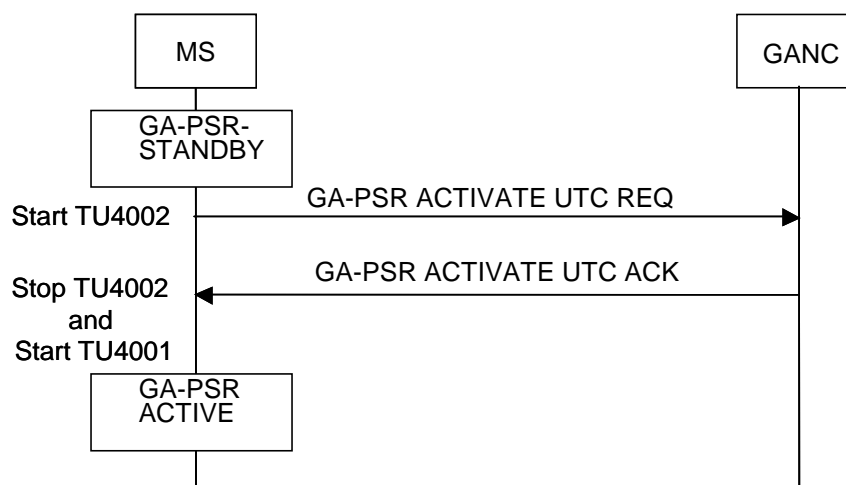 MS
GANC
GA-PSR-
STANDBY
Start TU4002
GA-PSR ACTIVATE UTC REQ
GA-PSR ACTIVATE UTC ACK
Stop TU4002
and
Start TU4001
GA-PSR
ACTIVE